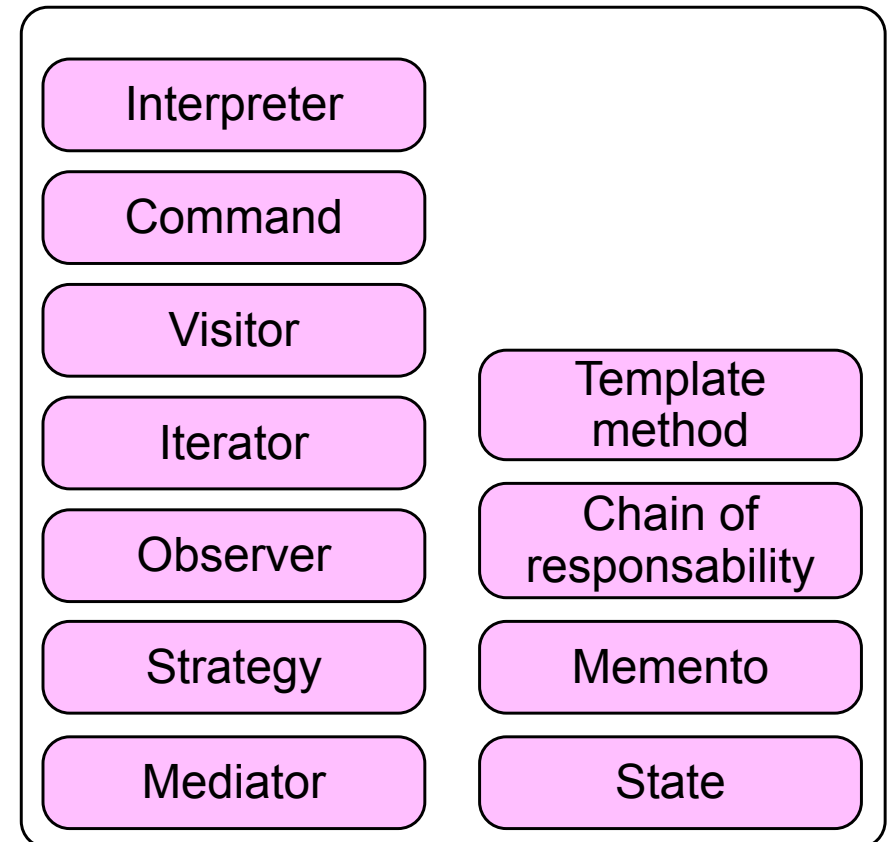 Interpreter
Command
Visitor
Iterator
Observer
Strategy
Mediator
Template
method
Chain of
responsability
Memento
State